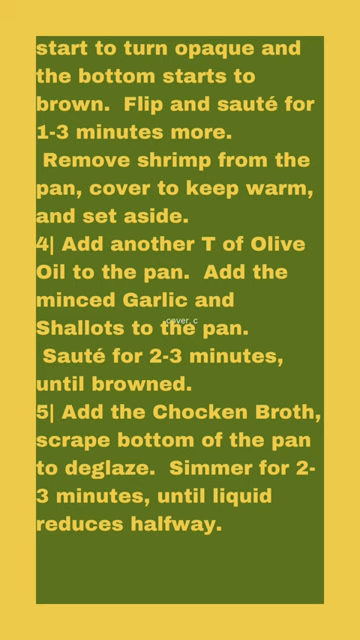 start to turn opaque and
the bottom starts to
brown.  Flip and sauté for
1-3 minutes more.
Remove shrimp from the
pan, cover to keep warm,
and set aside.
4| Add another T of Olive
Oil to the pan.  Add the
minced Garlic and
Shallots to the pan.
cover, c
Sauté for 2-3 minutes,
until browned.
5| Add the Chocken Broth,
scrape bottom of the pan
to deglaze.  Simmer for 2-
3 minutes, until liquid
reduces halfway.